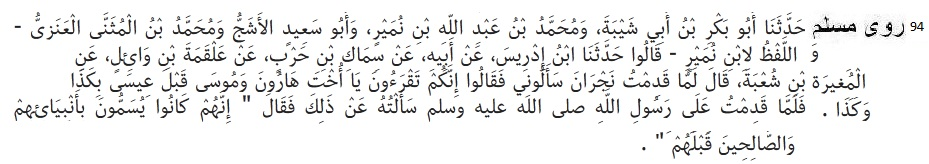 94 روى مسلم حَدَّثَنَا أَبُو بَكْرِ بْنُ أَبِي شَيْبَةَ، وَمُحَمَّدُ بْنُ عَبْدِ اللَّهِ بْنِ نُمَيْرٍ، وَأَبُو سَعِيدٍ الأَشَجُّ وَمُحَمَّدُ بْنُ الْمُثَنَّى الْعَنَزِيُّ -
وَ اللَّفْظُ لاِبْنِ نُمَيْرٍ - قَالُوا حَدَّثَنَا ابْنُ إِدْرِيسَ، عَنْ أَبِيهِ، عَنْ سِمَاكِ بْنِ حَرْبٍ، عَنْ عَلْقَمَةَ بْنِ وَائِلٍ، عَنِ
الْمُغِيرَةِ بْنِ شُعْبَةَ، قَالَ لَمَّا قَدِمْتُ نَجْرَانَ سَأَلُونِي فَقَالُوا إِنَّكُمْ تَقْرَءُونَ يَا أُخْتَ هَارُونَ وَمُوسَى قَبْلَ عِيسَى بِكَذَا
وَكَذَا . فَلَمَّا قَدِمْتُ عَلَى رَسُولِ اللَّهِ صلى الله عليه وسلم سَأَلْتُهُ عَنْ ذَلِكَ فَقَالَ " إِنَّهُمْ كَانُوا يُسَمُّونَ بِأَنْبِيَائِهِمْ
وَالصَّالِحِينَ قَبْلَهُمْ " .